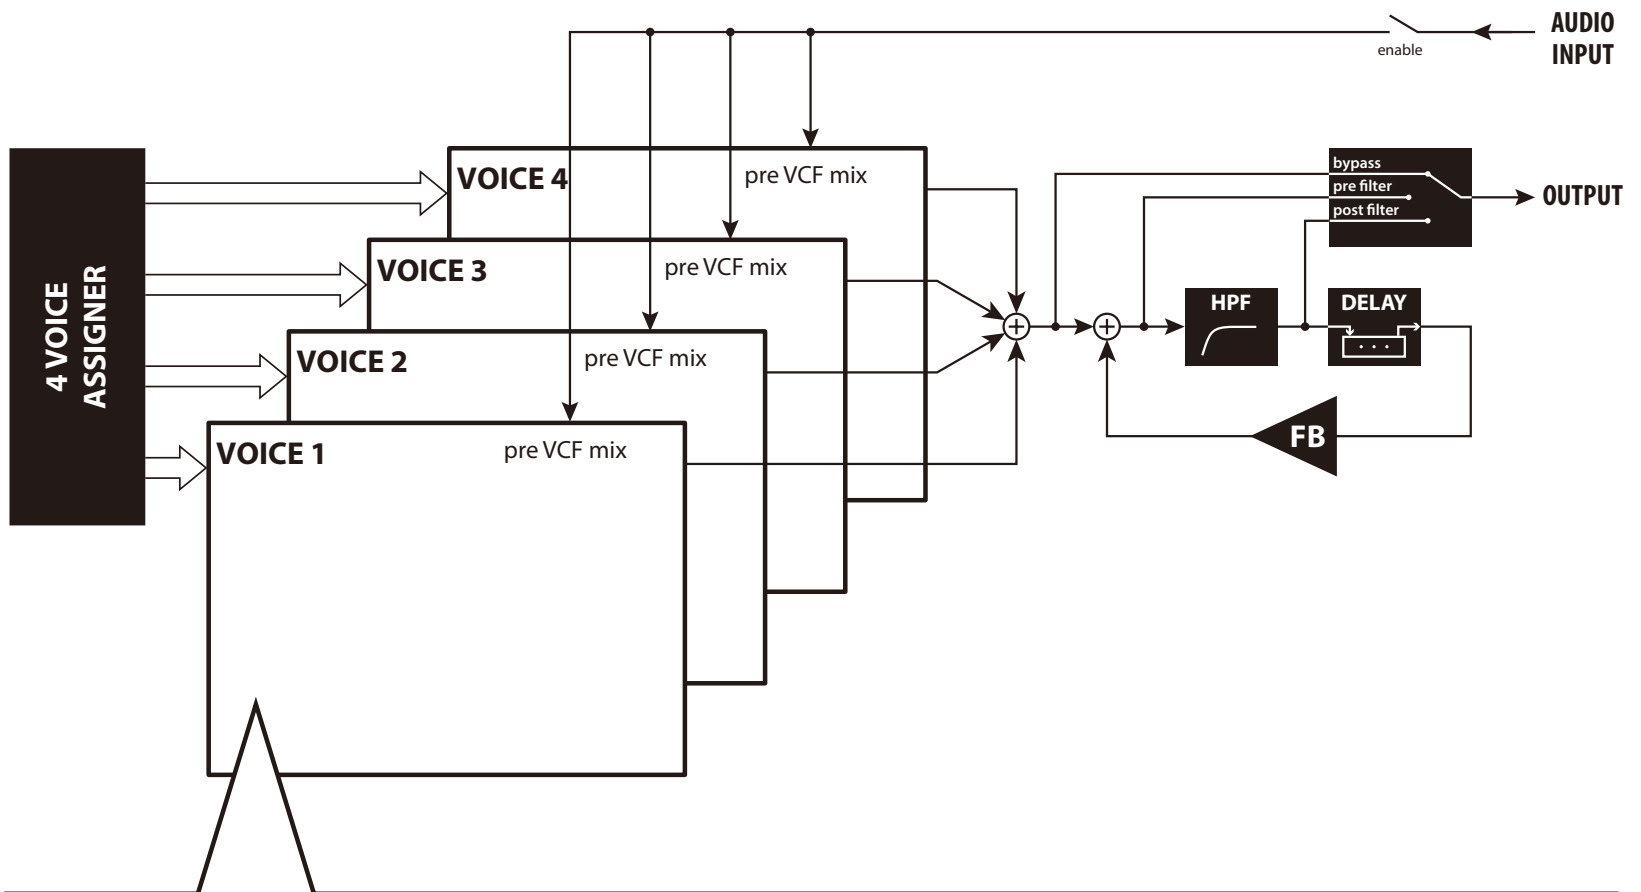 AUDIO
INPUT
enable
4 VOICE
ASSIGNER
VOICE 4
pre VCF mix
VOICE 3
pre VCF mix
VOICE 2
pre VCF mix
VOICE 1
pre VCF mix
bypass
pre filter
post filter
OUTPUT
HPF
DELAY
FB